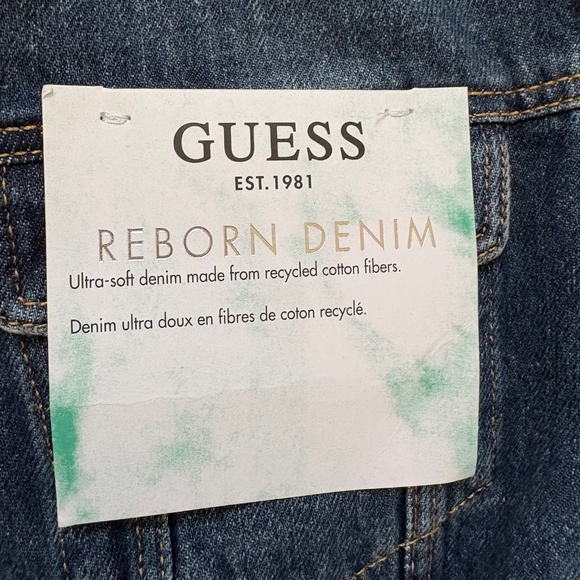 GUESS
EST.1981
REBORN DENIM
Ultra-soft denim made from recycled cotton fibers.
Denim ultra doux en fibres de coton recyclé.